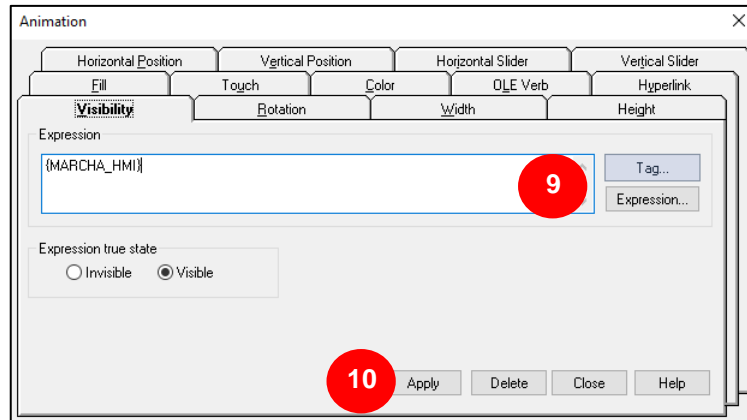 Animation
Horizontal Position Vertical Position Horizontal Slider Vertical Slider
Fill Touch Color OLE Verb Hyperlink
Visibility Rotation Width Height
Expression
{MARCHA_HMI}
9
Tag...
Expression...
Expression true state
Invisible Visible
10
Apply Delete Close Help